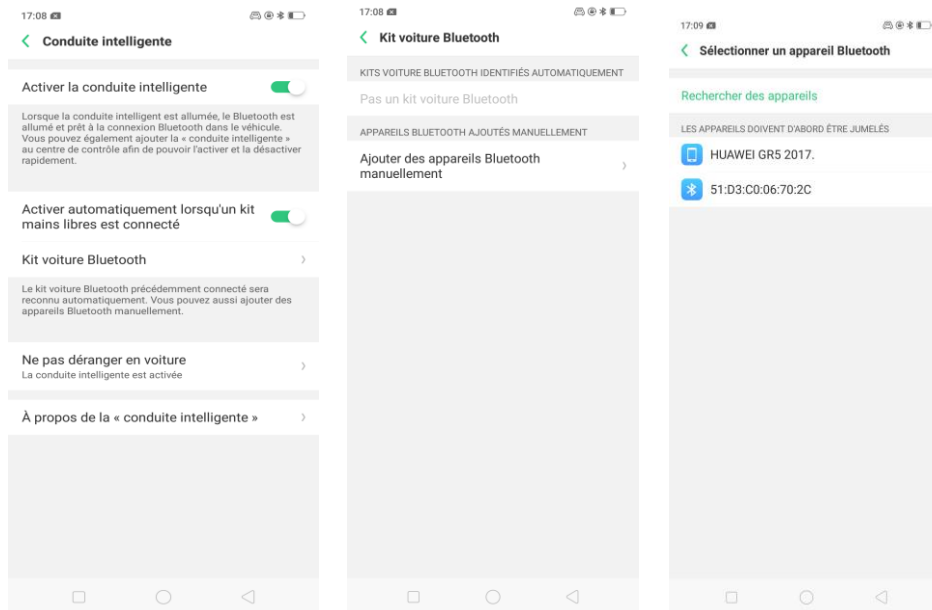 17:08
Conduite intelligente
Activer la conduite intelligente
Lorsque la conduite intelligent est allumée, le Bluetooth est
allumé et prêt à la connexion Bluetooth dans le véhicule.
Vous pouvez également ajouter la « conduite intelligente »
au centre de contrôle afin de pouvoir l'activer et la désactiver
rapidement.
Activer automatiquement lorsqu'un kit
mains libres est connecté
Kit voiture Bluetooth
Le kit voiture Bluetooth précédemment connecté sera
reconnu automatiquement. Vous pouvez aussi ajouter des
appareils Bluetooth manuellement.
Ne pas déranger en voiture
La conduite intelligente est activée
À propos de la « conduite intelligente »
17:08
Kit voiture Bluetooth
KITS VOITURE BLUETOOTH IDENTIFIÉS AUTOMATIQUEMENT
Pas un kit voiture Bluetooth
APPAREILS BLUETOOTH AJOUTÉS MANUELLEMENT
Ajouter des appareils Bluetooth
manuellement
17:09
Sélectionner un appareil Bluetooth
Rechercher des appareils
LES APPAREILS DOIVENT D'ABORD ÊTRE JUMELÉS
HUAWEI GR5 2017.
51:D3:C0:06:70:2C